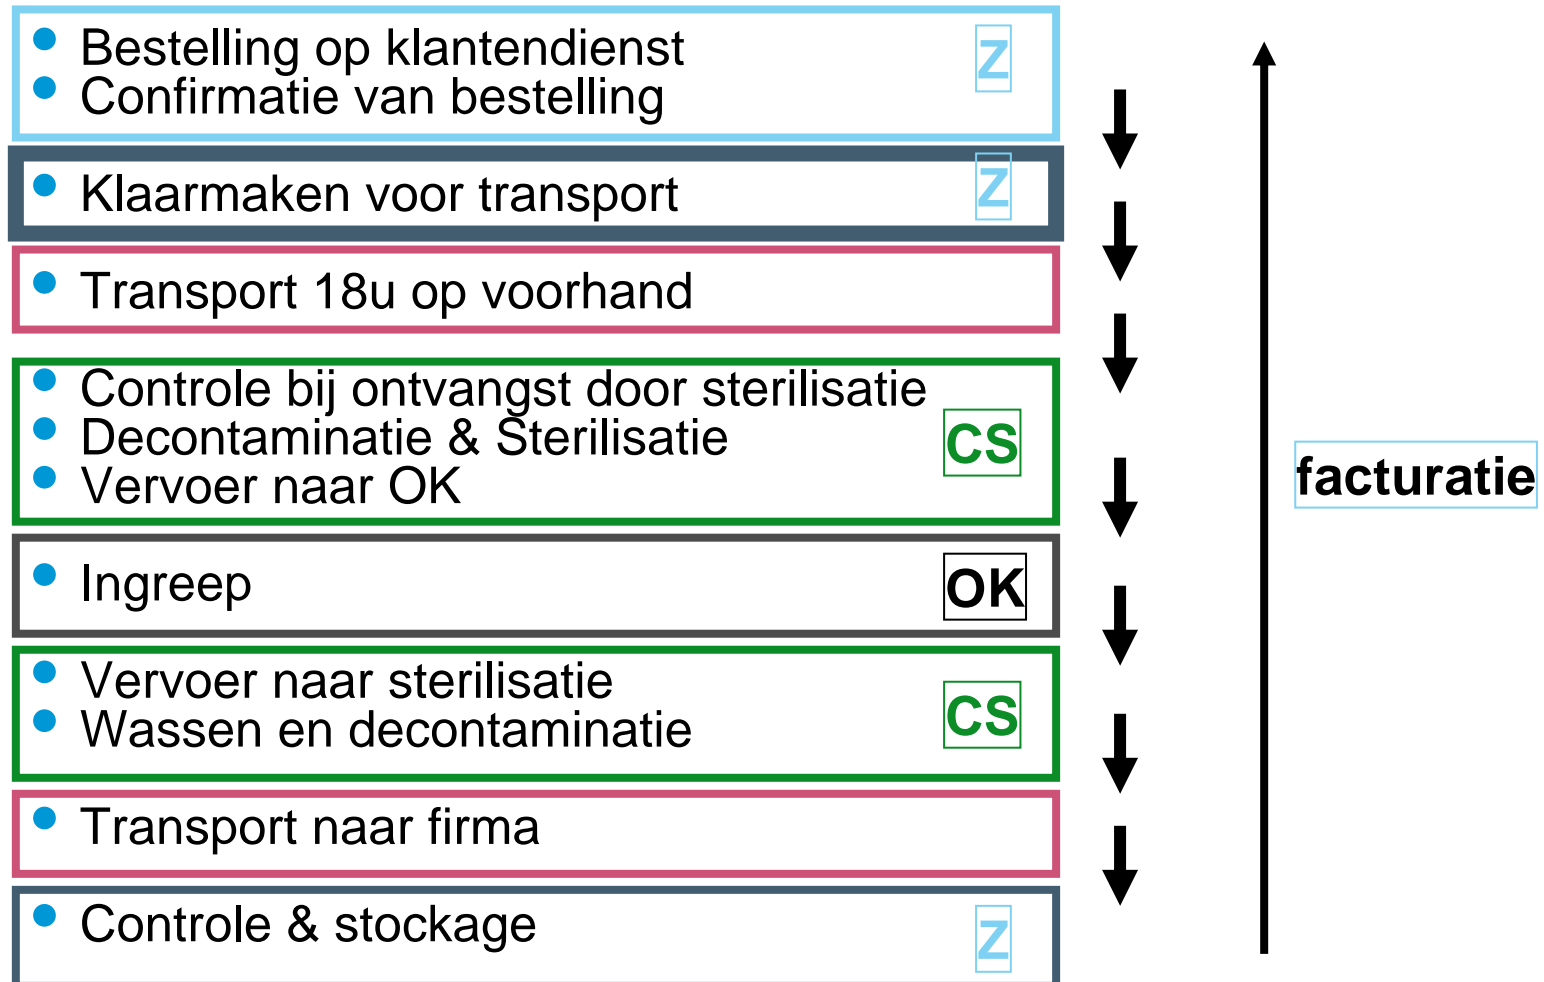 Bestelling op klantendienst
Confirmatie van bestelling
Z
Klaarmaken voor transport
Z
Transport 18u op voorhand
Controle bij ontvangst door sterilisatie
Decontaminatie & Sterilisatie
Vervoer naar OK
CS
facturatie
Ingreep
OK
Vervoer naar sterilisatie
Wassen en decontaminatie
CS
Transport naar firma
Controle & stockage
Z